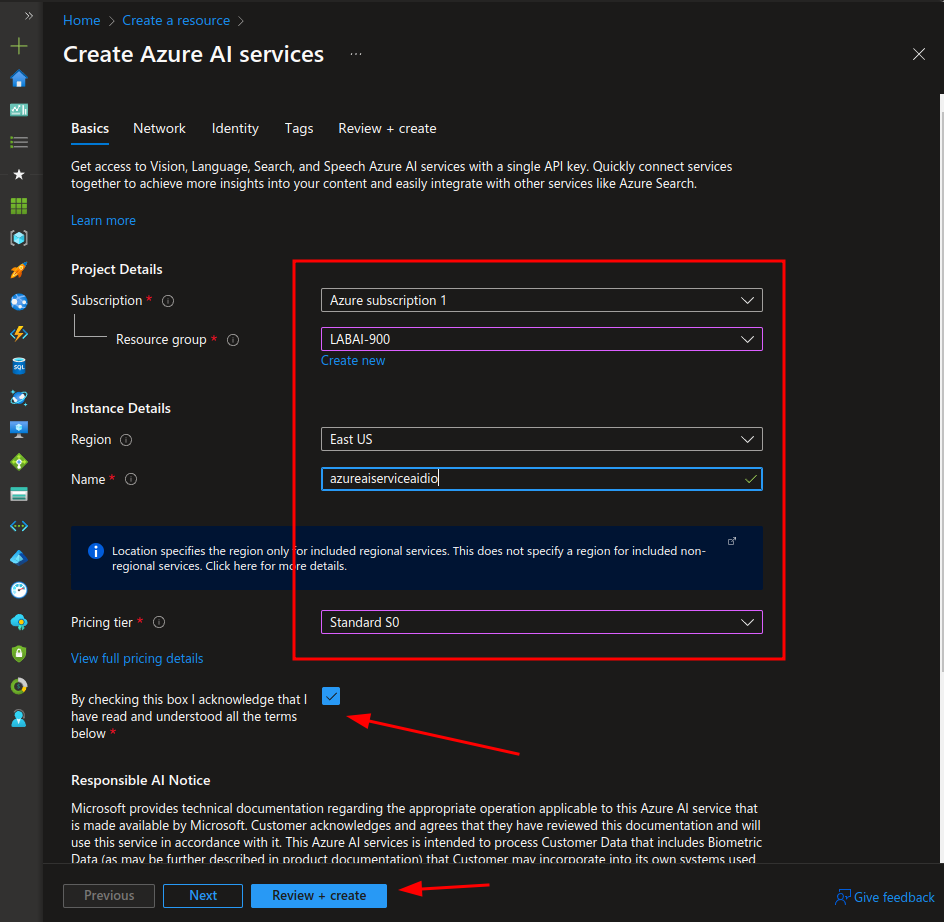 Home > Create a resource >
Create Azure AI services ...
Basics Network Identity Tags Review + create
Get access to Vision, Language, Search, and Speech Azure AI services with a single API key. Quickly connect services
together to achieve more insights into your content and easily integrate with other services like Azure Search.
Learn more
Project Details
Subscription * Azure subscription 1
Resource group * LABAI-900
Create new
Instance Details
Region East US
Name * azureaiserviceaidio
Location specifies the region only for included regional services. This does not specify a region for included non-
regional services. Click here for more details.
Pricing tier * Standard S0
View full pricing details
By checking this box I acknowledge that I
have read and understood all the terms
below *
Responsible AI Notice
Microsoft provides technical documentation regarding the appropriate operation applicable to this Azure AI service that
is made available by Microsoft. Customer acknowledges and agrees that they have reviewed this documentation and will
use this service in accordance with it. This Azure AI services is intended to process Customer Data that includes Biometric
Data (as may be further described in product documentation) that Customer may incorporate into its own systems used
Previous Next Review + create Give feedback
SQL